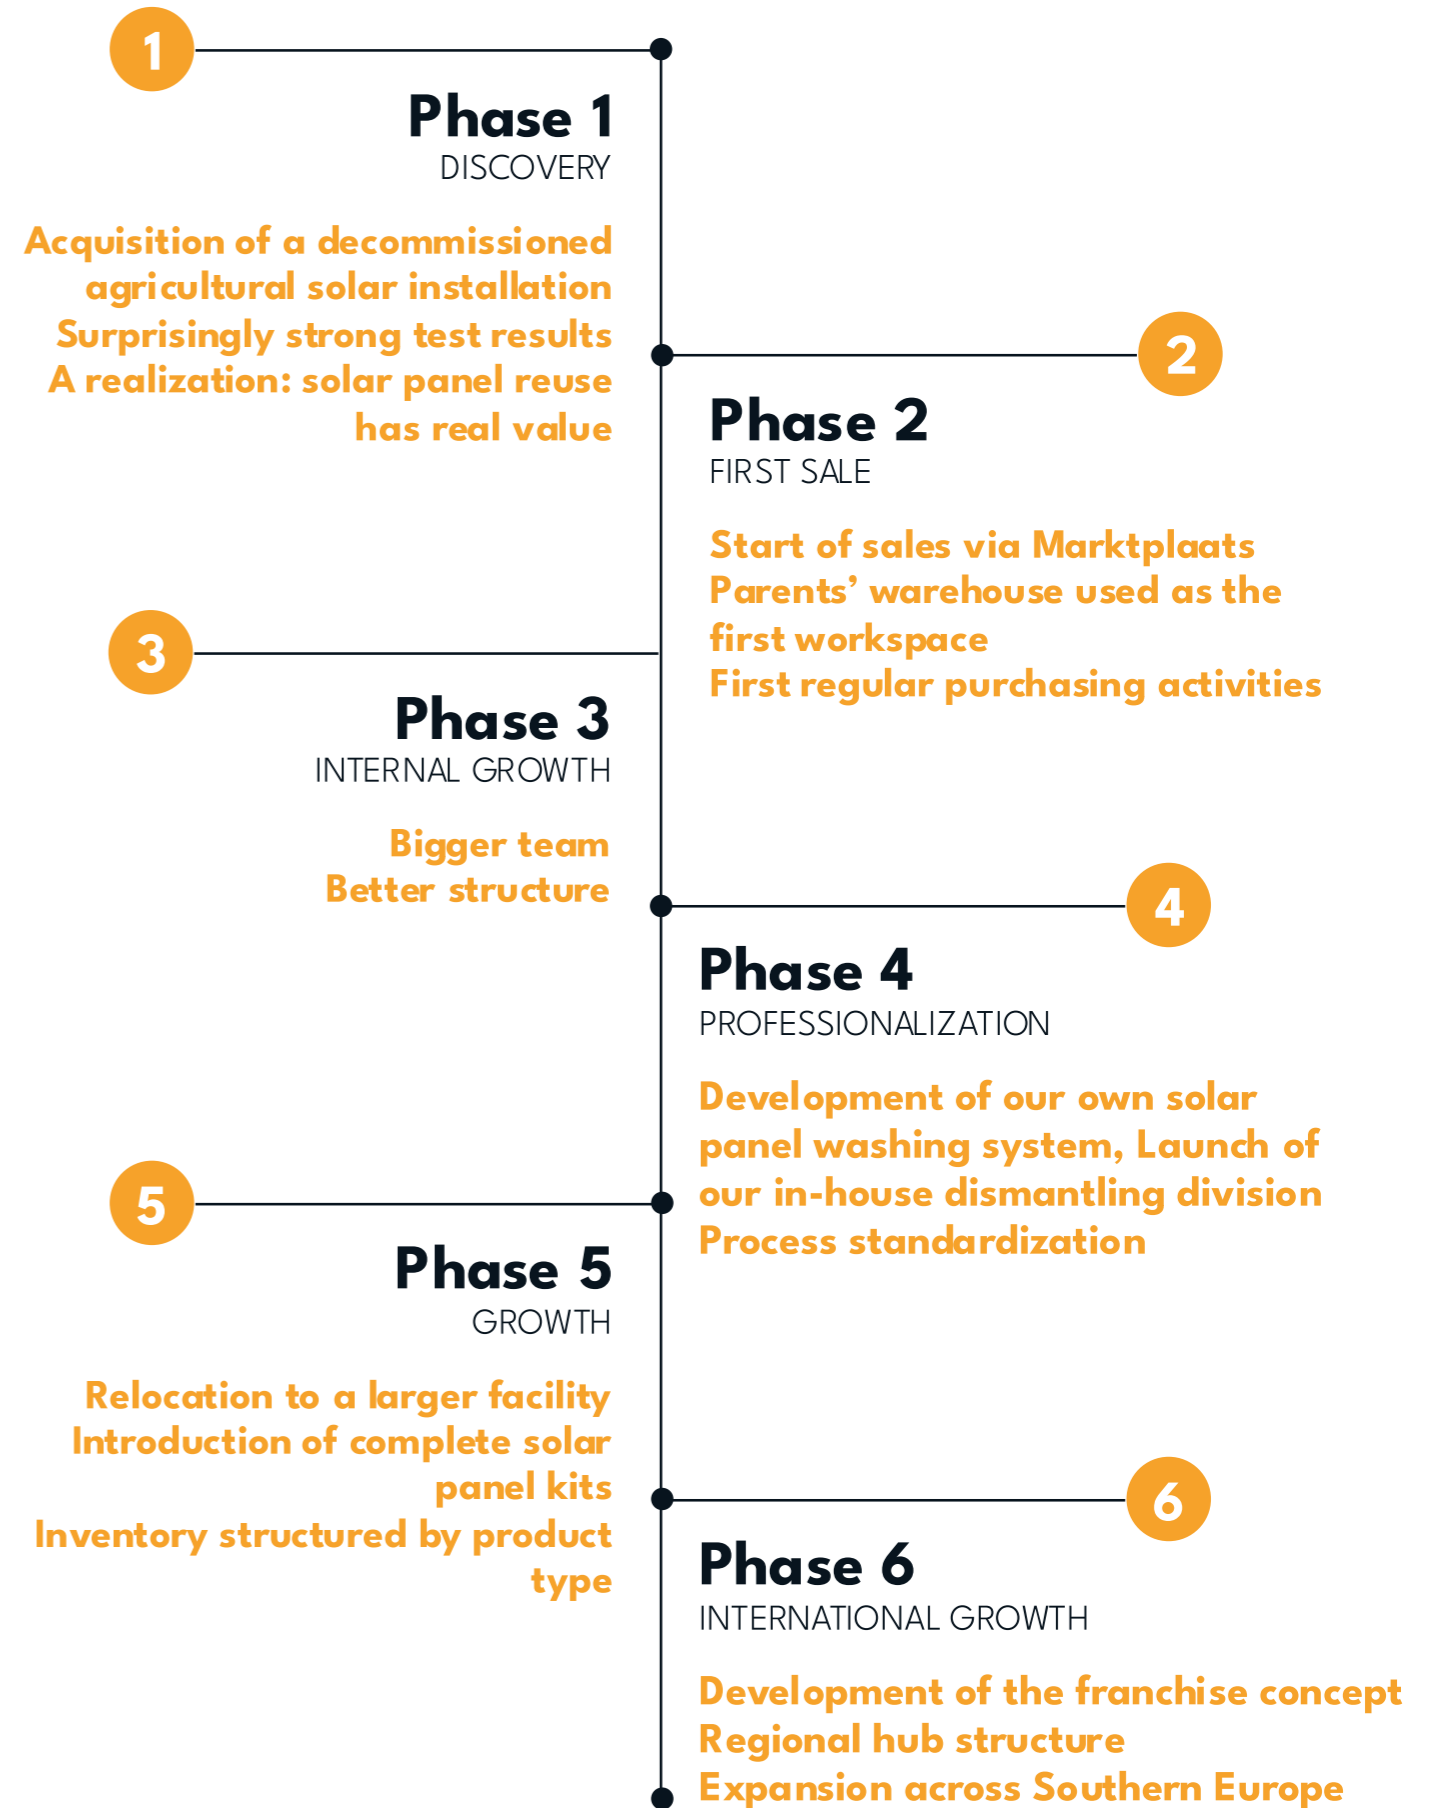 1
Phase 1
DISCOVERY
Acquisition of a decommissioned
agricultural solar installation
Surprisingly strong test results
A realization: solar panel reuse
has real value
2
Phase 2
FIRST SALE
Start of sales via Marktplaats
Parents’ warehouse used as the
first workspace
First regular purchasing activities
3
Phase 3
INTERNAL GROWTH
Bigger team
Better structure
4
Phase 4
PROFESSIONALIZATION
Development of our own solar
panel washing system, Launch of
our in-house dismantling division
Process standardization
5
Phase 5
GROWTH
Relocation to a larger facility
Introduction of complete solar
panel kits
Inventory structured by product
type
6
Phase 6
INTERNATIONAL GROWTH
Development of the franchise concept
Regional hub structure
Expansion across Southern Europe